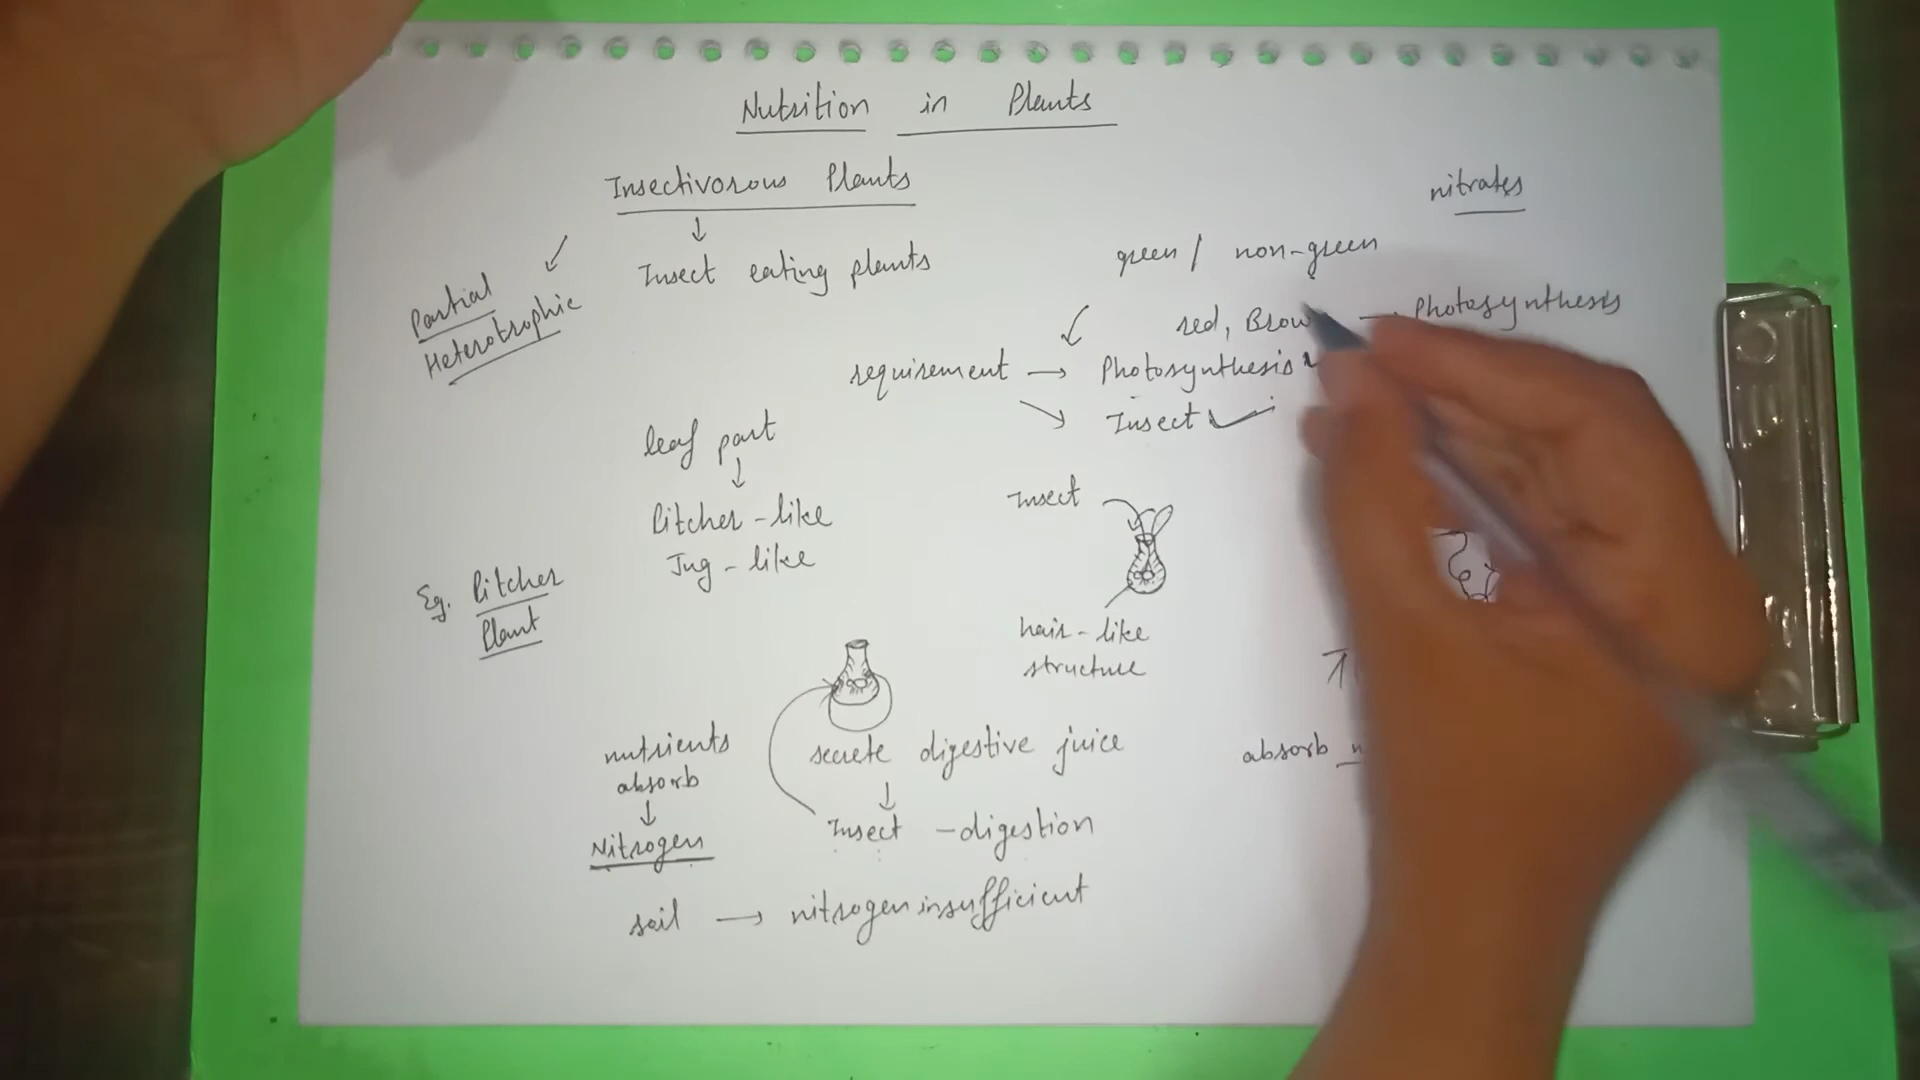 Nutrition in Plants
Insectivorous Plants
nitrates
Insect eating plants
green / non-green
Partial
Heterotrophic
red, Brow
Photosynthesis
requirement → Photosynthesis
Insect
leaf part
Pitcher-like
Jug-like
Insect
Eg. Pitcher
Plant
hair-like
structure
nutrients
absorb
Nitrogen
secrete digestive juice
Insect - digestion
absorb
soil → nitrogen insufficient